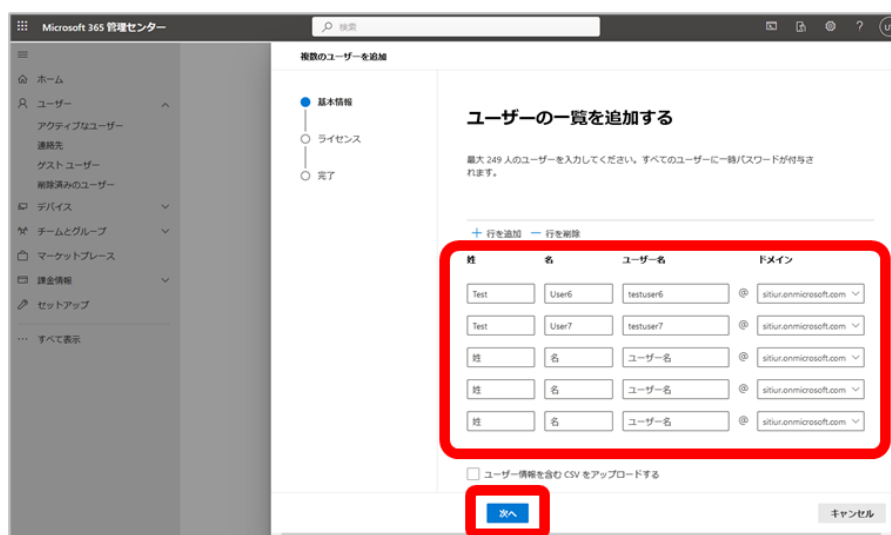 Microsoft 365 管理センター
検索
?
複数のユーザーを追加
ホーム
ユーザー
アクティブなユーザー
連絡先
ゲスト ユーザー
削除済みのユーザー
デバイス
チームとグループ
マーケットプレース
課金情報
セットアップ
… すべて表示
基本情報
ライセンス
完了
ユーザーの一覧を追加する
最大 249 人のユーザーを入力してください。すべてのユーザーに一時パスワードが付与さ
れます。
+ 行を追加 − 行を削除
姓 名 ユーザー名 ドメイン
Test User6 testuser6 @ sitiur.onmicrosoft.com
Test User7 testuser7 @ sitiur.onmicrosoft.com
姓 名 ユーザー名 @ sitiur.onmicrosoft.com
姓 名 ユーザー名 @ sitiur.onmicrosoft.com
姓 名 ユーザー名 @ sitiur.onmicrosoft.com
ユーザー情報を含む CSV をアップロードする
次へ キャンセル